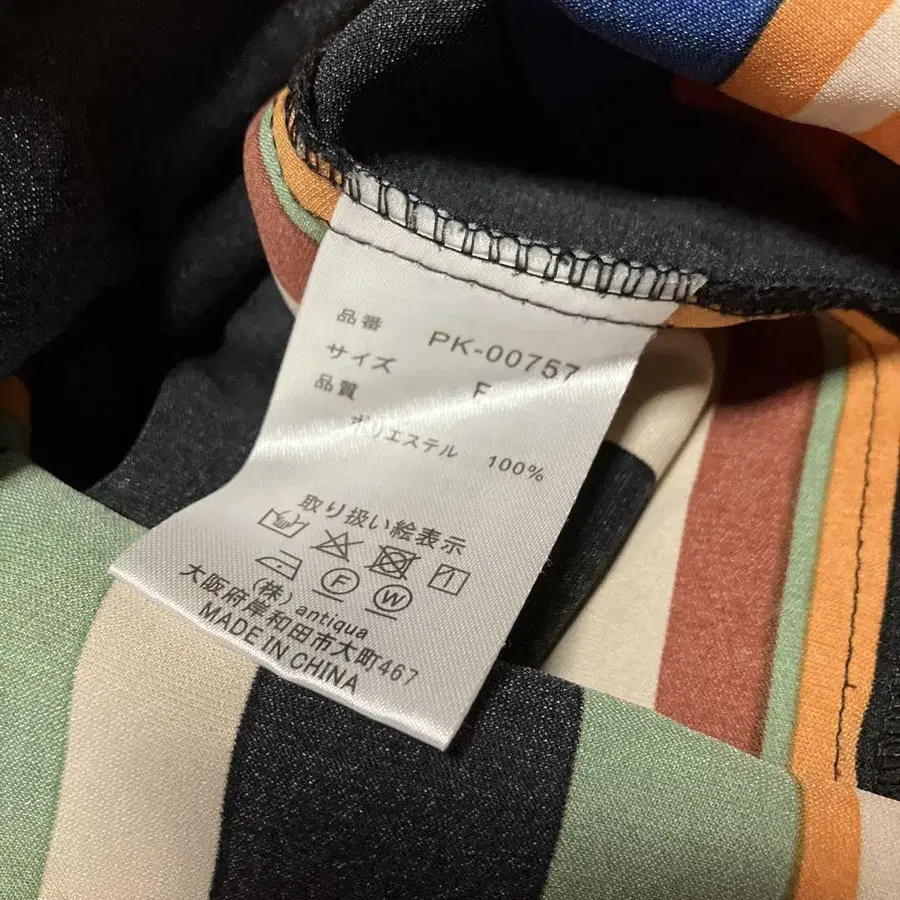 品番 PK-00757
サイズ F
品質
ポリエステル 100%
取り扱い絵表示
F W
(株) antiqua
大阪府岸和田市大町467
MADE IN CHINA